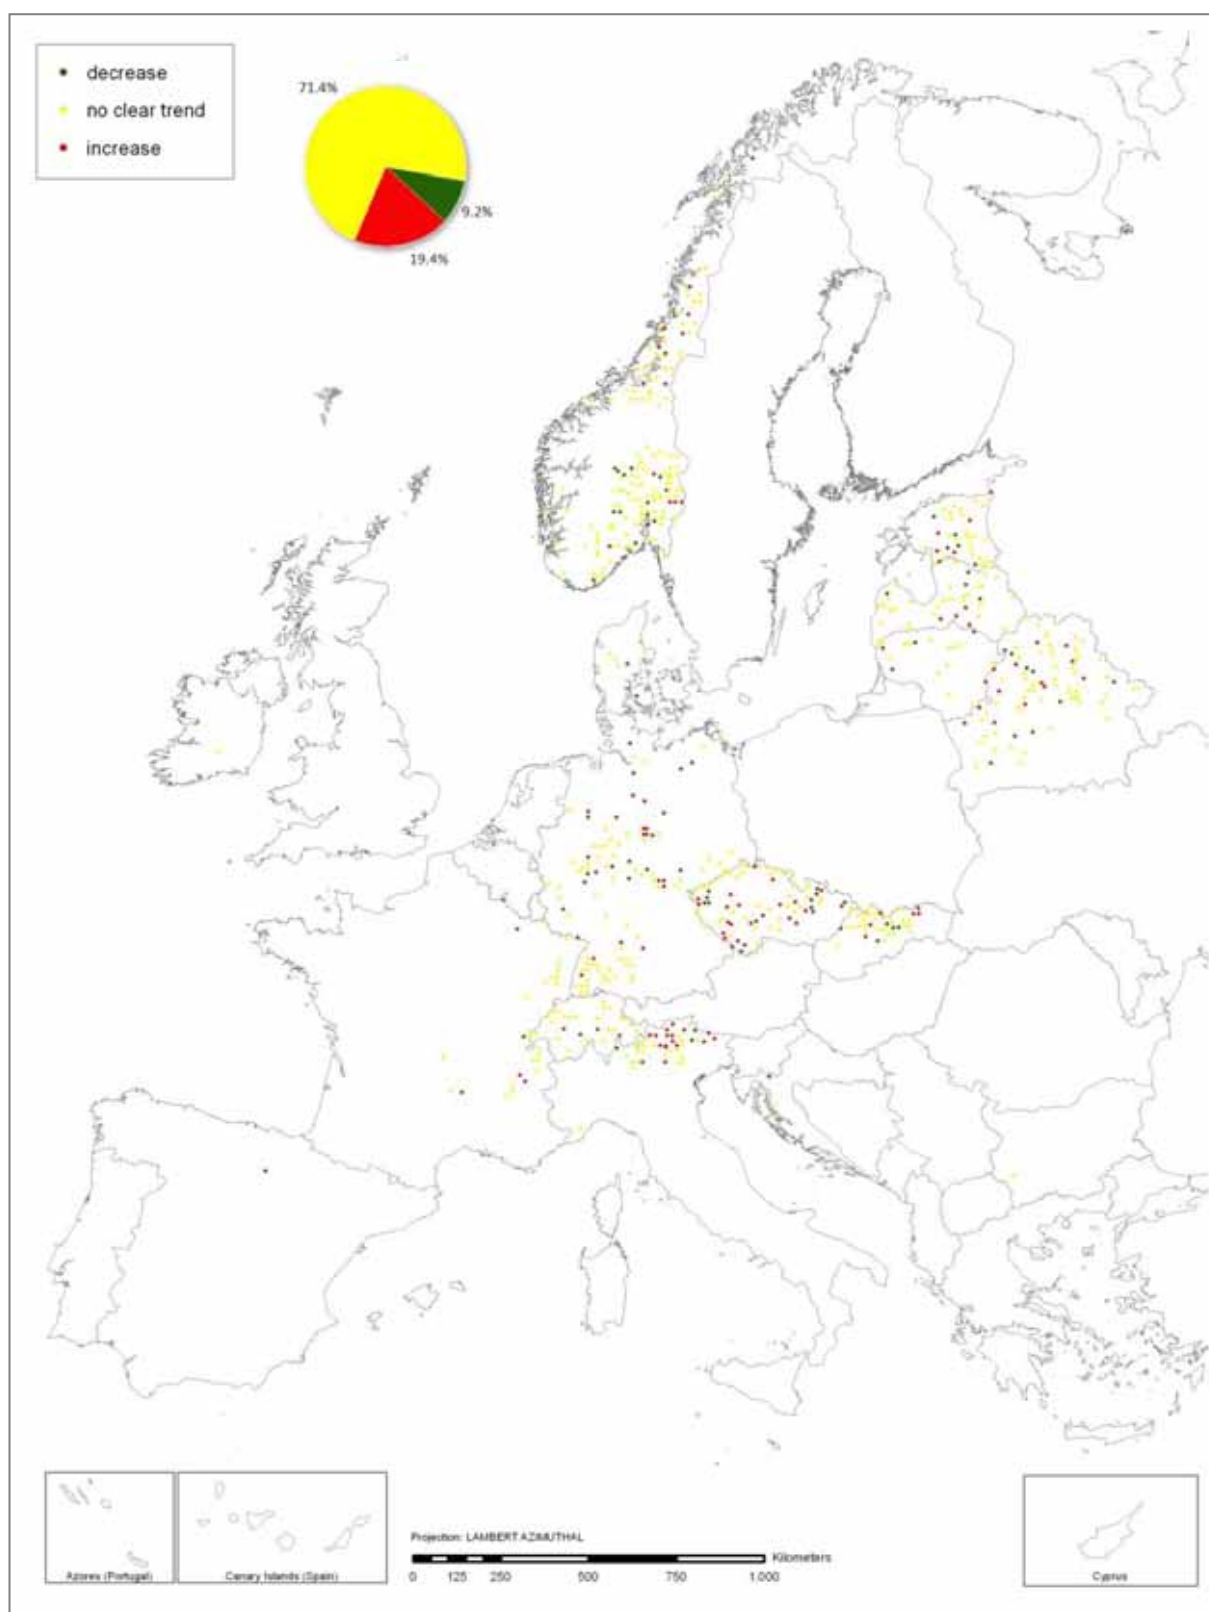 decrease
no clear trend
increase
71.4%
9.2%
19.4%
Azores (Portugal)
Canary Islands (Spain)
Projection: LAMBERT AZIMUTHAL
Kilometers
0 125 250 500 750 1.000
Cyprus